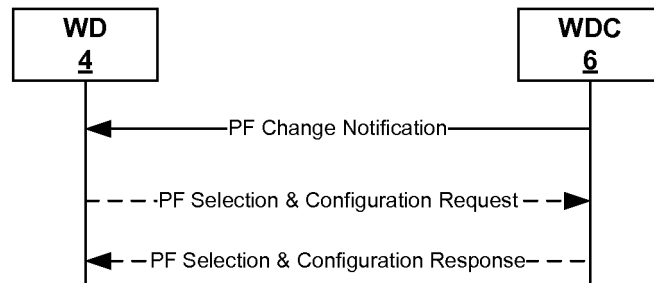 WD
4
WDC
6
PF Change Notification
PF Selection & Configuration Request
PF Selection & Configuration Response